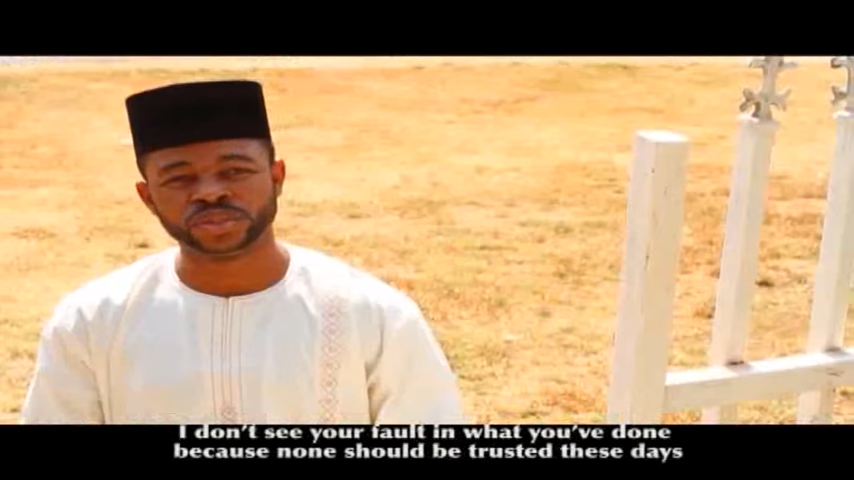 I don't see your fault in what you've done
because none should be trusted these days